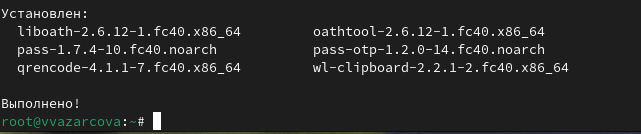 Установлен:
liboath-2.6.12-1.fc40.x86_64 oathtool-2.6.12-1.fc40.x86_64
pass-1.7.4-10.fc40.noarch pass-otp-1.2.0-14.fc40.noarch
qrencode-4.1.1-7.fc40.x86_64 wl-clipboard-2.2.1-2.fc40.x86_64
Выполнено!
root@vvazarcova:~#